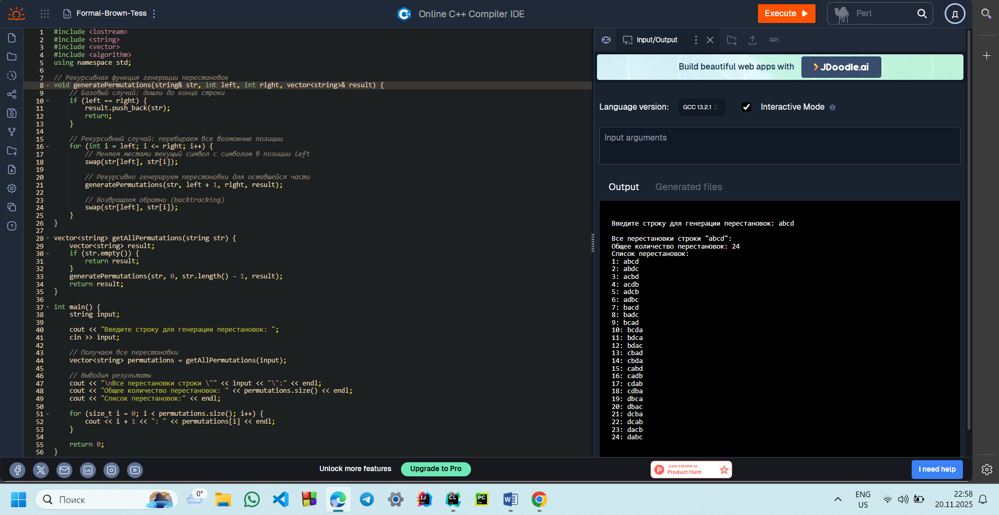 Formal-Brown-Tess
Online C++ Compiler IDE
Execute
Perl
Д
1 #include <iostream>
2 #include <string>
3 #include <vector>
4 #include <algorithm>
5 using namespace std;
6
7 // Рекурсивная функция генерации перестановок
8 void generatePermutations(string& str, int left, int right, vector<string>& result) {
9     // Базовый случай: дошли до конца строки
10     if (left == right) {
11         result.push_back(str);
12         return;
13     }
14
15     // Рекурсивный случай: перебираем все возможные позиции
16     for (int i = left; i <= right; i++) {
17         // Меняем местами текущий символ с символом в позиции left
18         swap(str[left], str[i]);
19
20         // Рекурсивно генерируем перестановки для оставшейся части
21         generatePermutations(str, left + 1, right, result);
22
23         // Возвращаем обратно (backtracking)
24         swap(str[left], str[i]);
25     }
26 }
27
28 vector<string> getAllPermutations(string str) {
29     vector<string> result;
30     if (str.empty()) {
31         return result;
32     }
33     generatePermutations(str, 0, str.length() - 1, result);
34     return result;
35 }
36
37 int main() {
38     string input;
39
40     cout << "Введите строку для генерации перестановок: ";
41     cin >> input;
42
43     // Получаем все перестановки
44     vector<string> permutations = getAllPermutations(input);
45
46     // Выводим результаты
47     cout << "\nВсе перестановки строки \"" << input << "\":" << endl;
48     cout << "Общее количество перестановок: " << permutations.size() << endl;
49     cout << "Список перестановок:" << endl;
50
51     for (size_t i = 0; i < permutations.size(); i++) {
52         cout << i + 1 << ": " << permutations[i] << endl;
53     }
54
55     return 0;
56 }
Input/Output
API
Build beautiful web apps with
JDoodle.ai
Language version:
GCC 13.2.1
Interactive Mode
Input arguments
Output
Generated files
Введите строку для генерации перестановок: abcd
Все перестановки строки "abcd":
Общее количество перестановок: 24
Список перестановок:
1: abcd
2: abdc
3: acbd
4: acdb
5: adcb
6: adbc
7: bacd
8: badc
9: bcad
10: bcda
11: bdca
12: bdac
13: cbad
14: cbda
15: cabd
16: cadb
17: cdab
18: cdba
19: dbca
20: dbac
21: dcba
22: dcab
23: dacb
24: dabc
Unlock more features
Upgrade to Pro
P
LEAVE A REVIEW ON
Product Hunt
I need help
Поиск
0°
IJ
CL
PC
W
ENG
US
22:58
20.11.2025